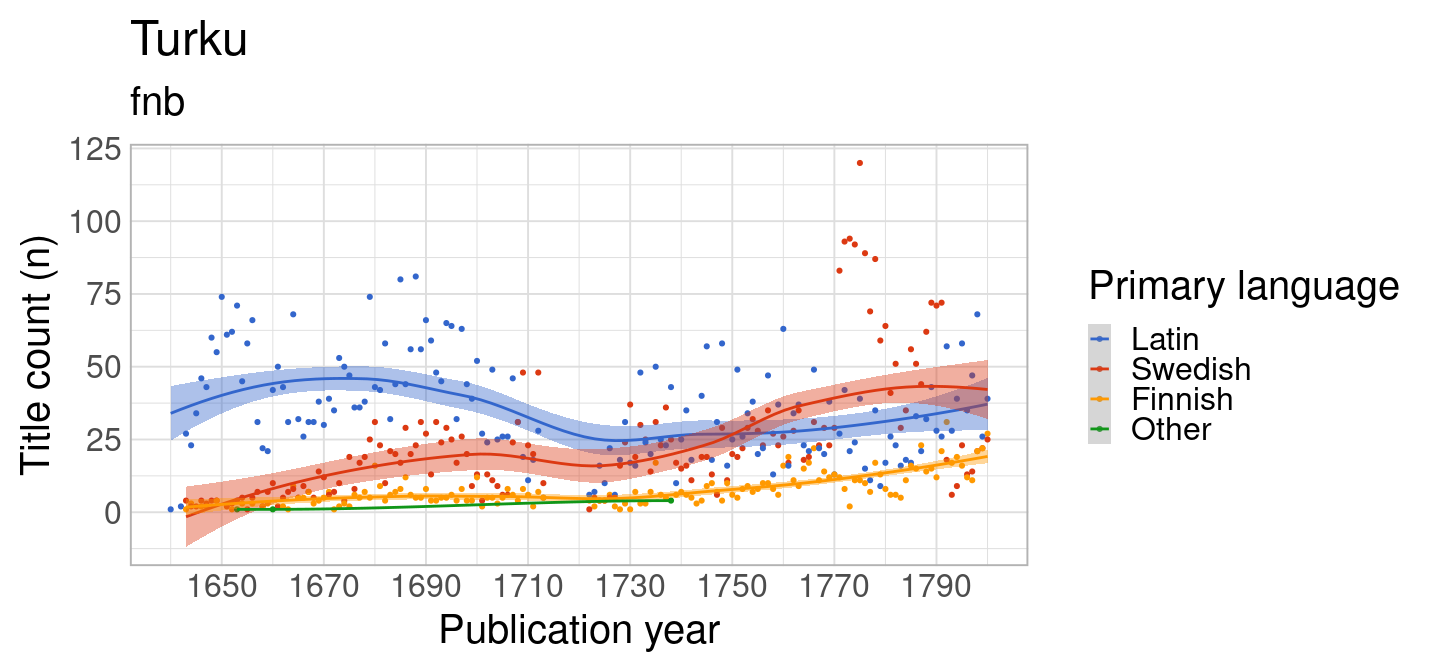 Turku
fnb
125
100
75
50
25
0
Title count (n)
1650 1670 1690 1710 1730 1750 1770 1790
Publication year
Primary language
Latin
Swedish
Finnish
Other